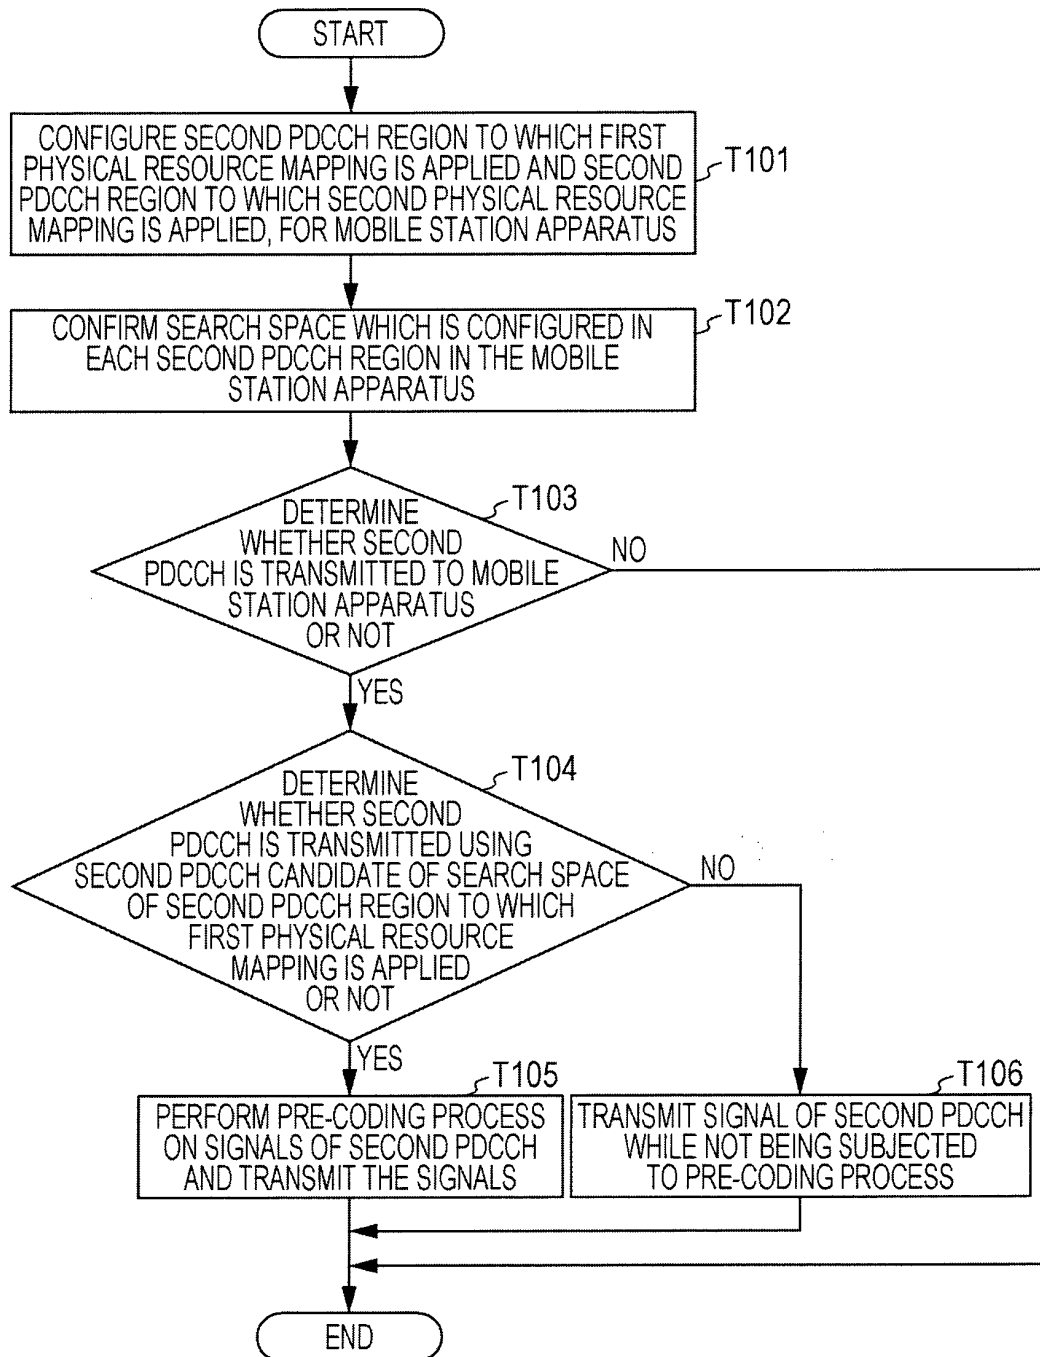 START
CONFIGURE SECOND PDCCH REGION TO WHICH FIRST
PHYSICAL RESOURCE MAPPING IS APPLIED AND SECOND
PDCCH REGION TO WHICH SECOND PHYSICAL RESOURCE
MAPPING IS APPLIED, FOR MOBILE STATION APPARATUS
T101
CONFIRM SEARCH SPACE WHICH IS CONFIGURED IN
EACH SECOND PDCCH REGION IN THE MOBILE
STATION APPARATUS
T102
DETERMINE
WHETHER SECOND
PDCCH IS TRANSMITTED TO MOBILE
STATION APPARATUS
OR NOT
T103
NO
YES
DETERMINE
WHETHER SECOND
PDCCH IS TRANSMITTED USING
SECOND PDCCH CANDIDATE OF SEARCH SPACE
OF SECOND PDCCH REGION TO WHICH
FIRST PHYSICAL RESOURCE
MAPPING IS APPLIED
OR NOT
T104
NO
YES
T105
PERFORM PRE-CODING PROCESS
ON SIGNALS OF SECOND PDCCH
AND TRANSMIT THE SIGNALS
T106
TRANSMIT SIGNAL OF SECOND PDCCH
WHILE NOT BEING SUBJECTED
TO PRE-CODING PROCESS
END